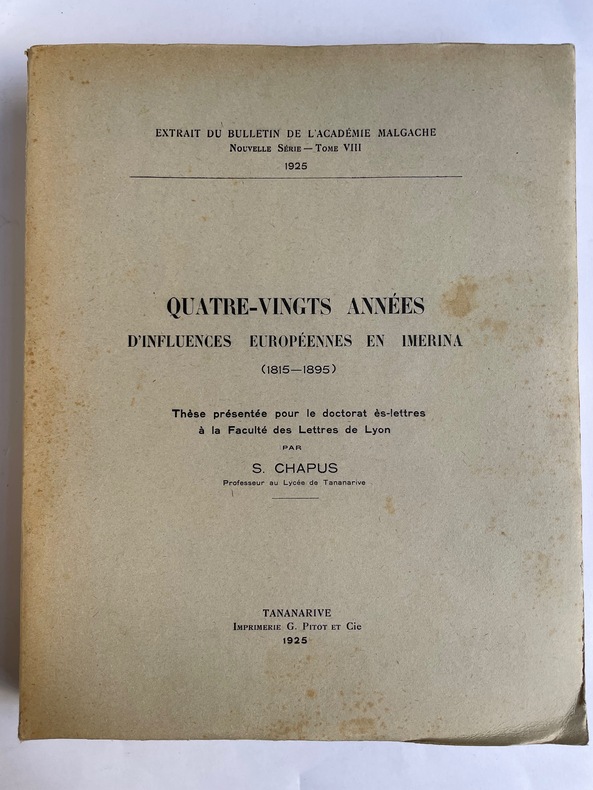 EXTRAIT DU BULLETIN DE L'ACADÉMIE MALGACHE
NOUVELLE SÉRIE — TOME VIII
1925
QUATRE-VINGTS ANNÉES
D'INFLUENCES EUROPÉENNES EN IMERINA
(1815—1895)
Thèse présentée pour le doctorat ès-lettres
à la Faculté des Lettres de Lyon
PAR
S. CHAPUS
Professeur au Lycée de Tananarive
TANANARIVE
IMPRIMERIE G. PITOT ET Cie
1925